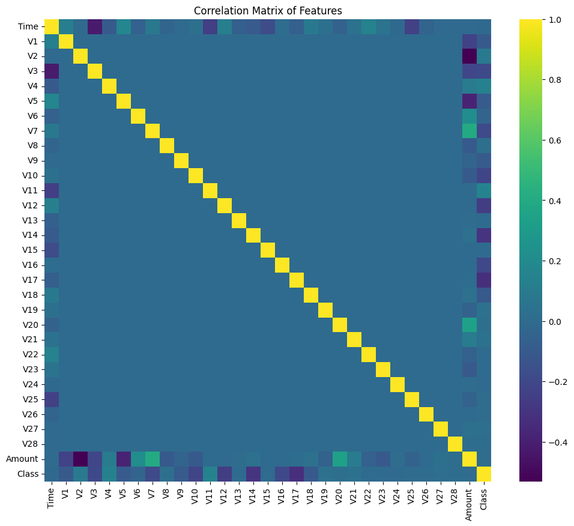 Correlation Matrix of Features
Time
V1
V2
V3
V4
V5
V6
V7
V8
V9
V10
V11
V12
V13
V14
V15
V16
V17
V18
V19
V20
V21
V22
V23
V24
V25
V26
V27
V28
Amount
Class
Time V1 V2 V3 V4 V5 V6 V7 V8 V9 V10 V11 V12 V13 V14 V15 V16 V17 V18 V19 V20 V21 V22 V23 V24 V25 V26 V27 V28 Amount Class
1.0
0.8
0.6
0.4
0.2
0.0
−0.2
−0.4